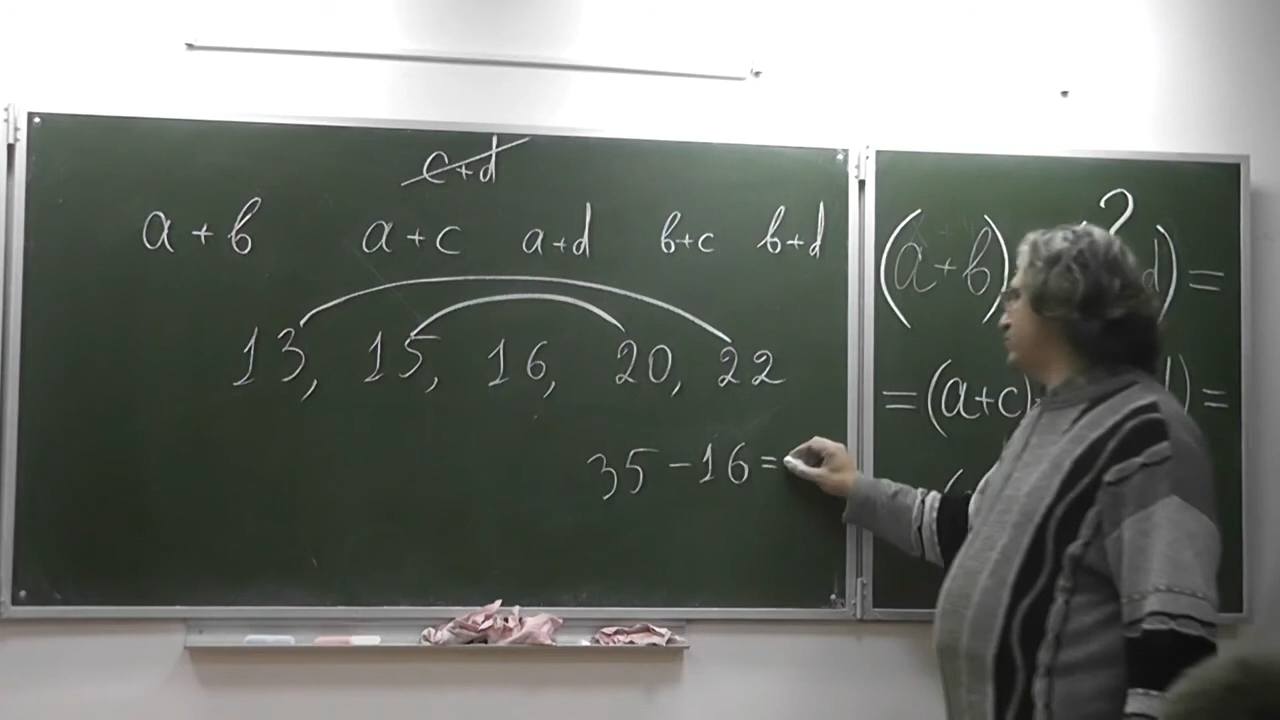 c+d
a+b a+c a+d b+c b+d
13, 15, 16, 20, 22
35-16=
?
(a+b) d)=
=(a+c) )=
(